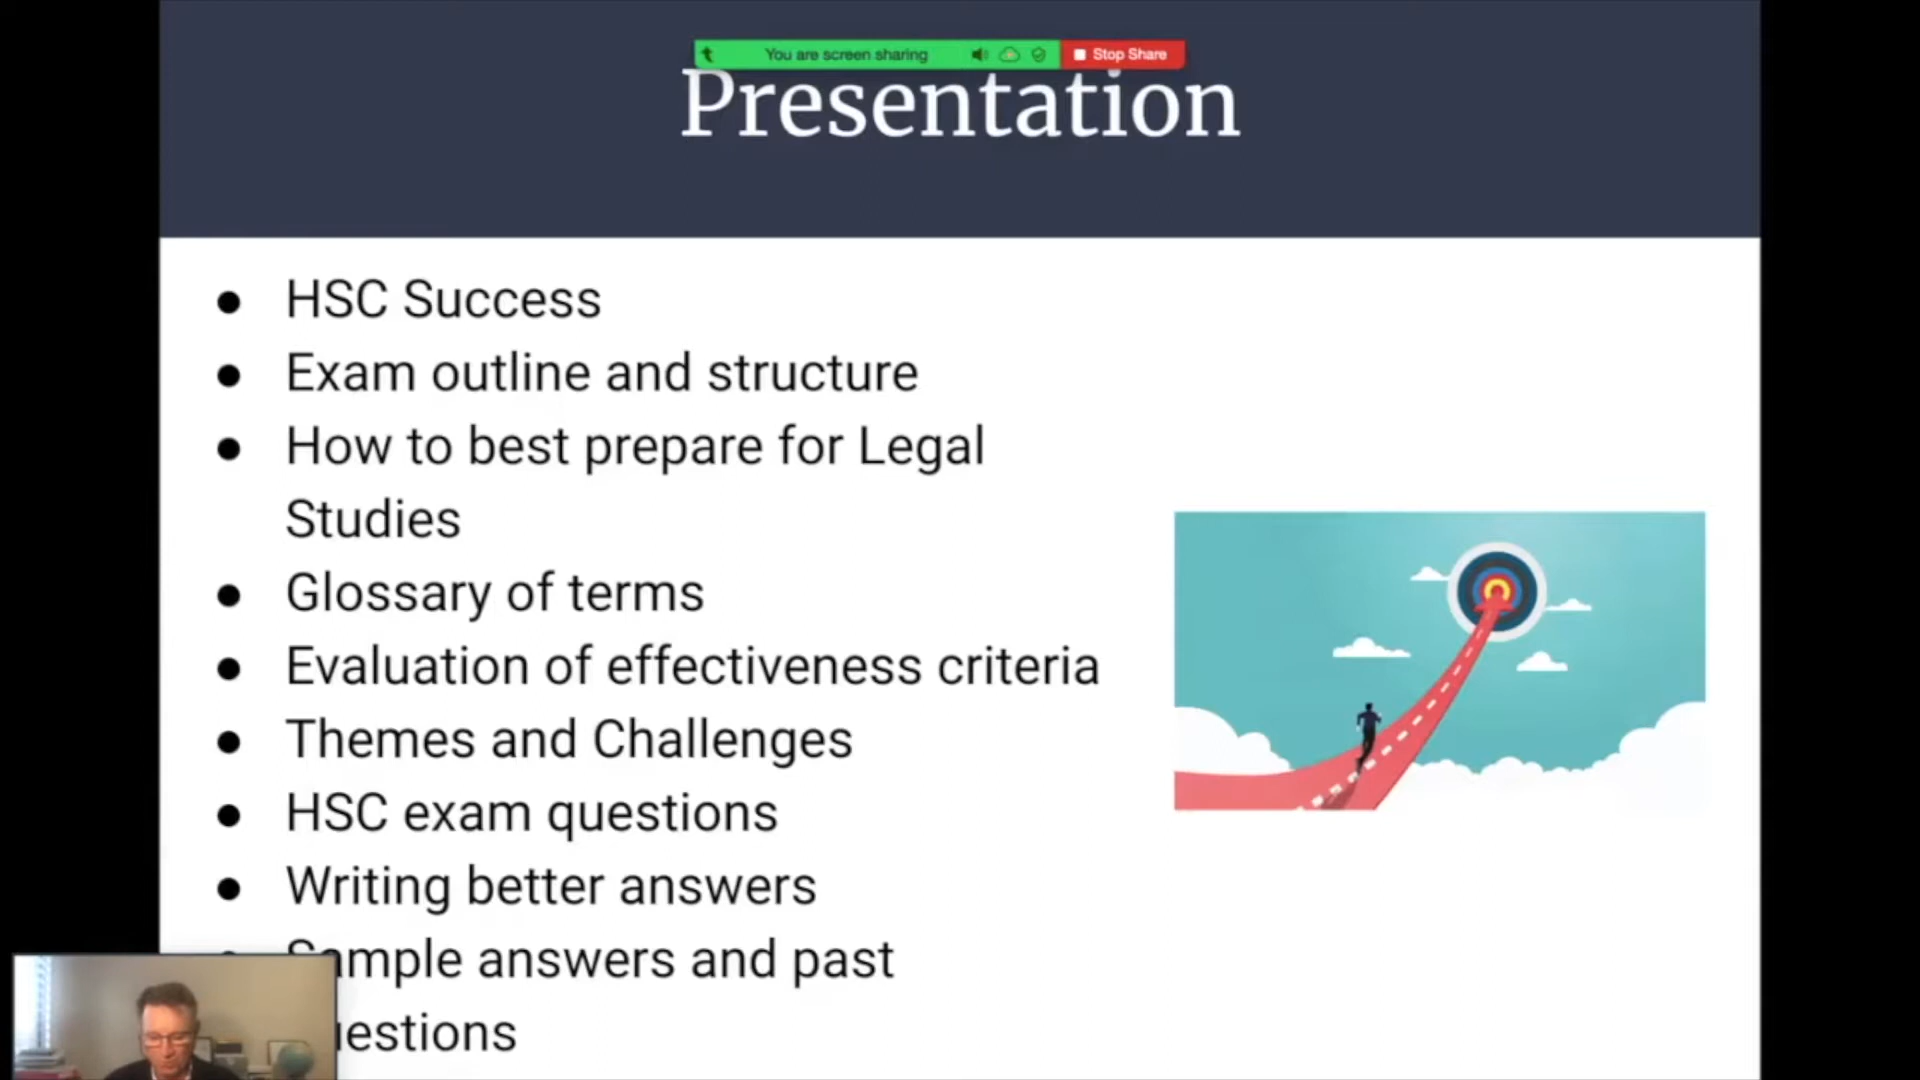 You are screen sharing
Stop Share
Presentation
HSC Success
Exam outline and structure
How to best prepare for Legal
Studies
Glossary of terms
Evaluation of effectiveness criteria
Themes and Challenges
HSC exam questions
Writing better answers
Sample answers and past
uestions